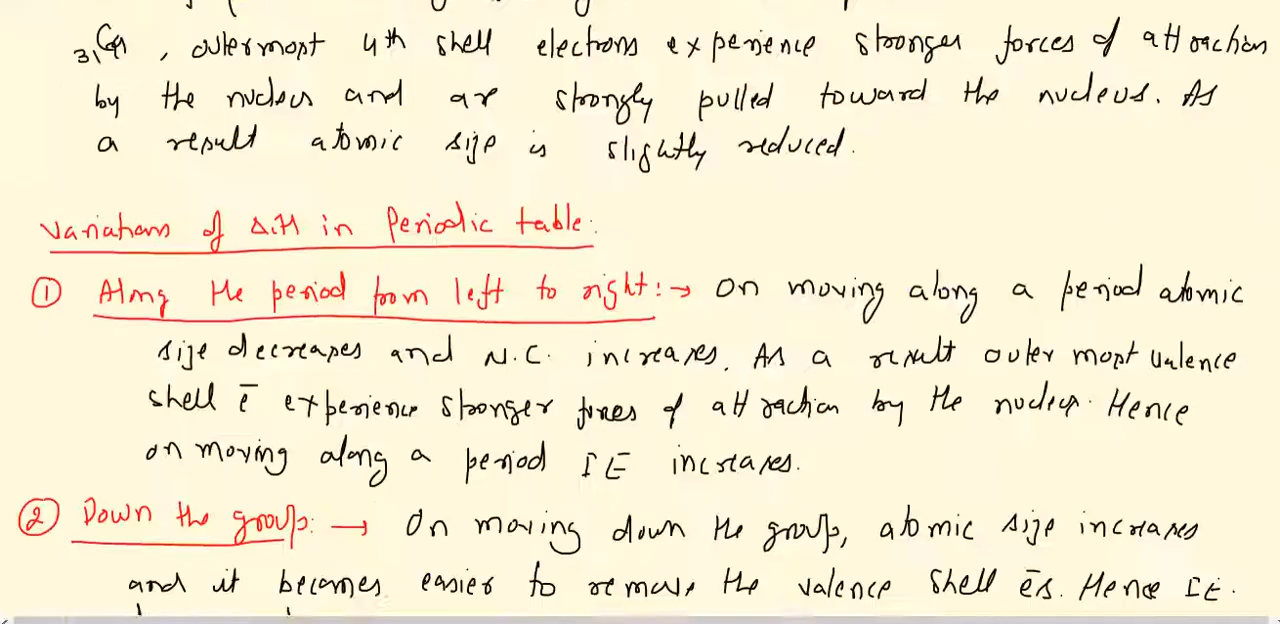 31Ga, outermost 4th shell electrons experience stronger forces of attraction
by the nucleus and are strongly pulled toward the nucleus. As
a result atomic size is slightly reduced.
Variations of ΔiH in Periodic table:
① Along the period from left to right:→ On moving along a period atomic
size decreases and N.C. increases. As a result outer most valence
shell ē experience stronger forces of attraction by the nucleus. Hence
on moving along a period IE increases.
② Down the group: → On moving down the group, atomic size increases
and it becomes easier to remove the valence shell ēs. Hence IE.